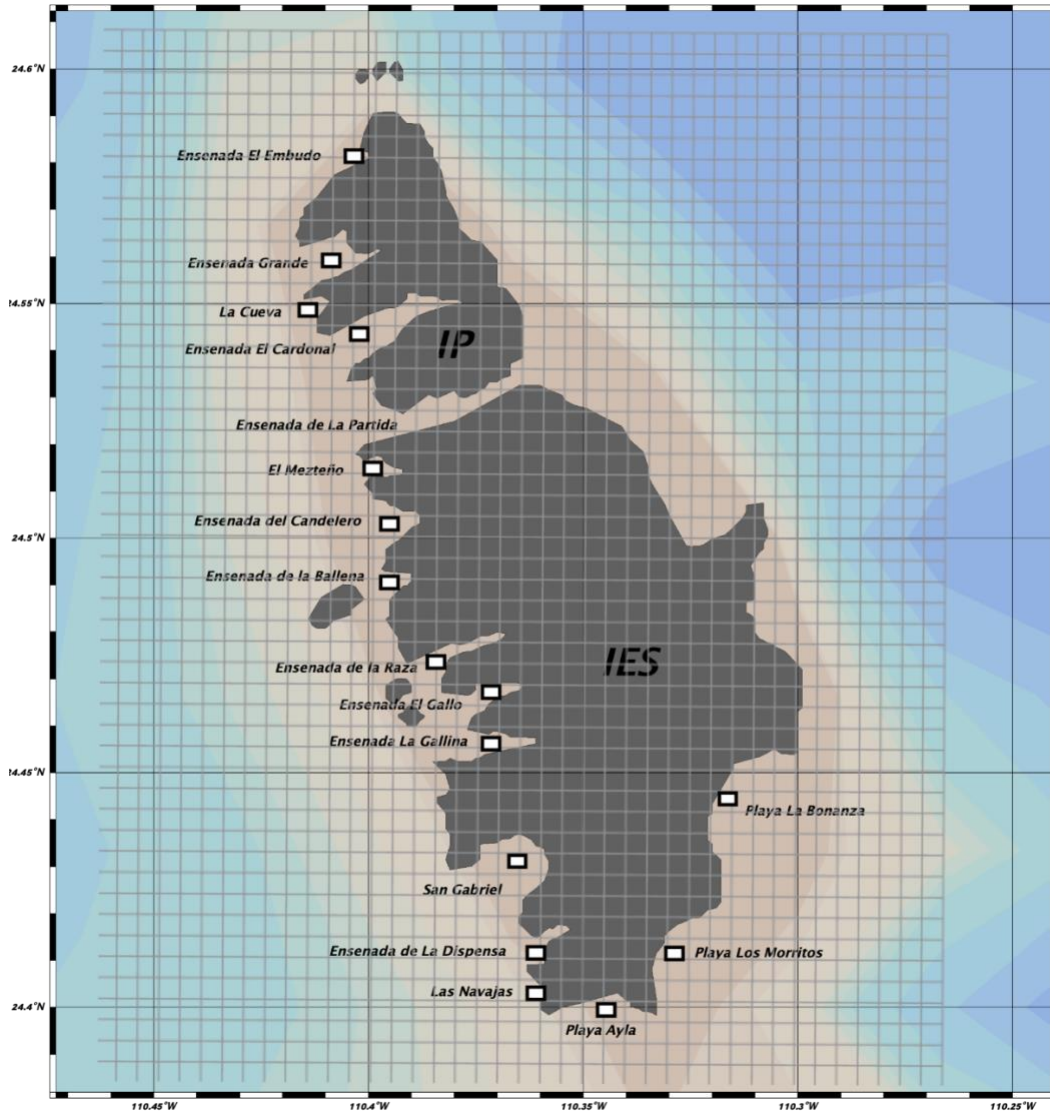 24.6°N
Ensenada El Embudo
Ensenada Grande
24.55°N
La Cueva
Ensenada El Cardonal
IP
Ensenada de La Partida
El Mezteño
Ensenada del Candelero
24.5°N
Ensenada de la Ballena
Ensenada de la Raza
IES
Ensenada El Gallo
Ensenada La Gallina
24.45°N
Playa La Bonanza
San Gabriel
Ensenada de La Dispensa
Playa Los Morritos
Las Navajas
24.4°N
Playa Ayla
110.45°W 110.4°W 110.35°W 110.3°W 110.25°W